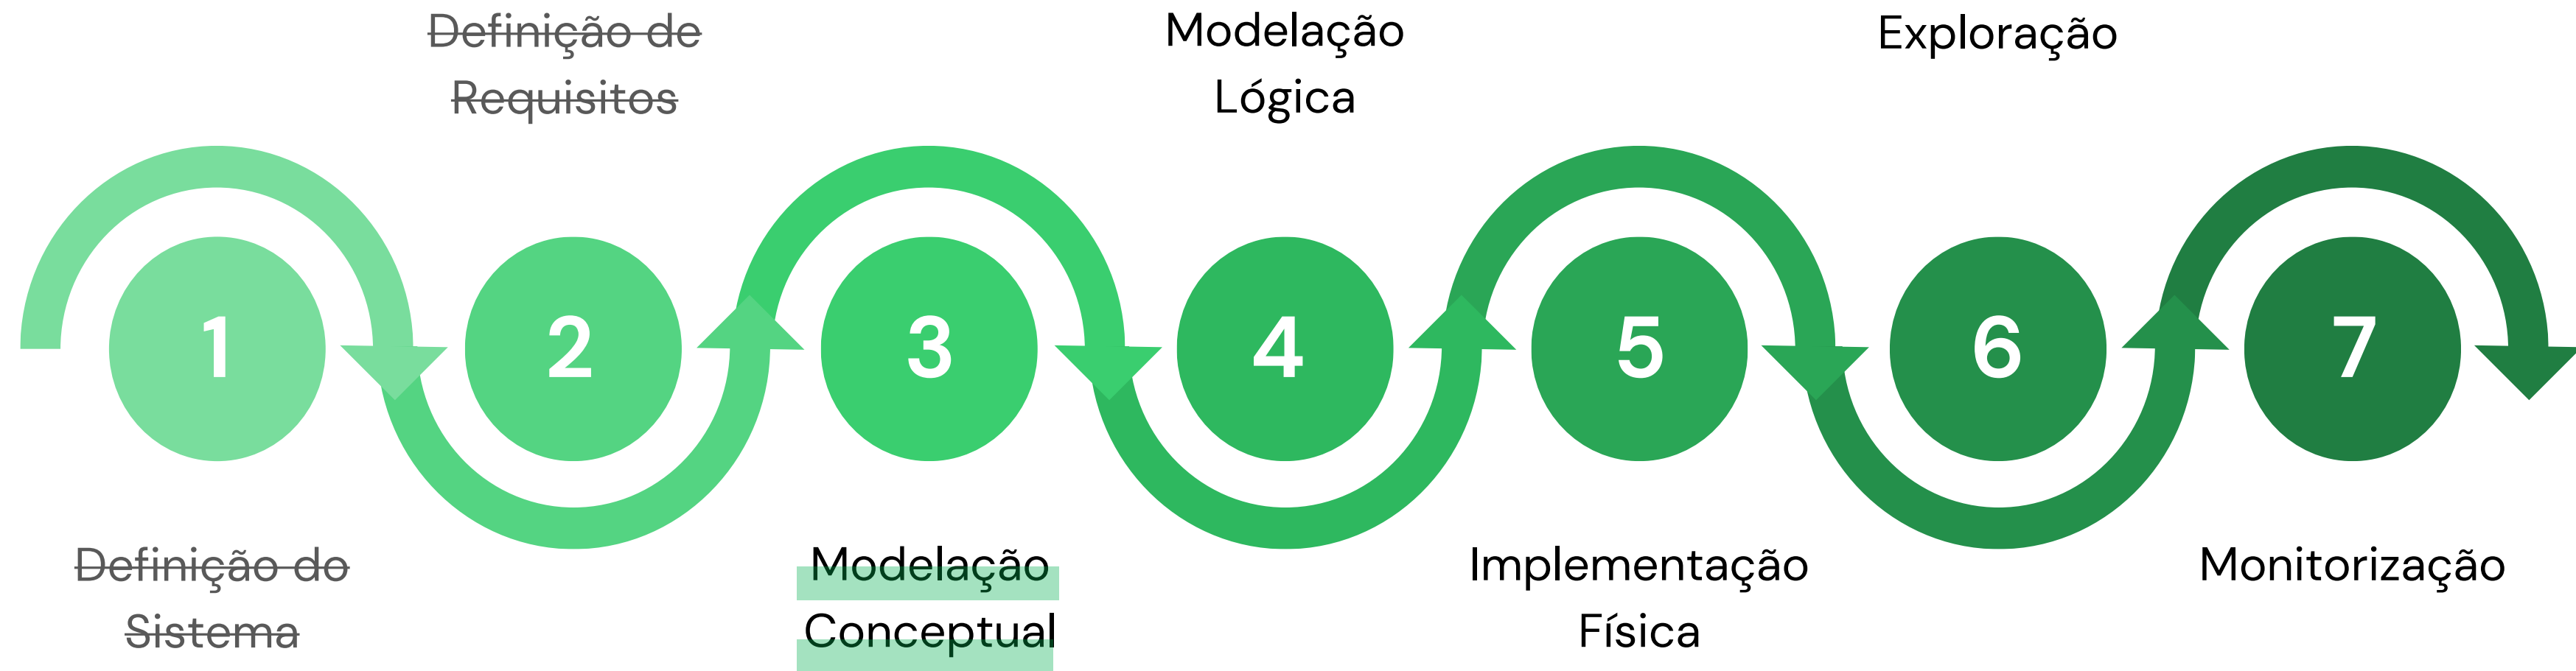 Definição de
Requisitos
Modelação
Lógica
Exploração
1
2
3
4
5
6
7
Definição do
Sistema
Modelação
Conceptual
Implementação
Física
Monitorização